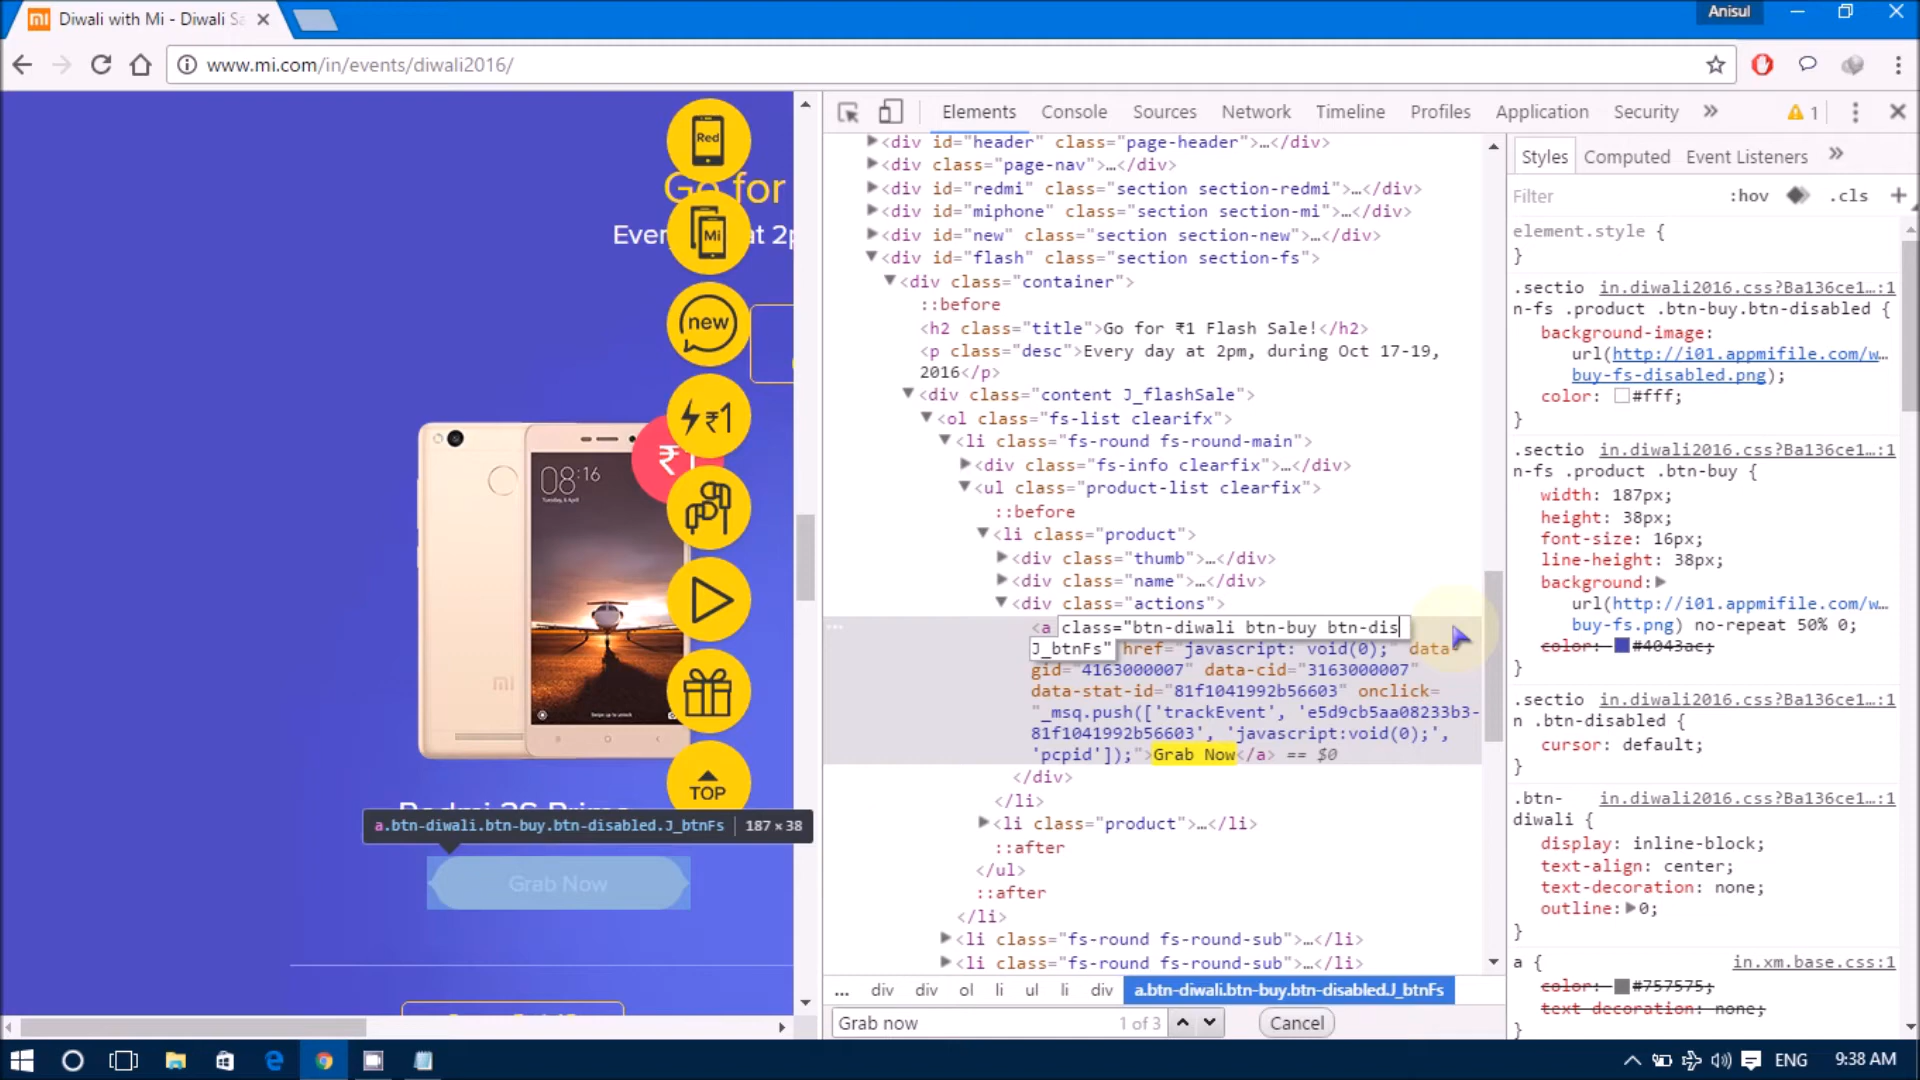 Diwali with Mi - Diwali Sa
Anisul
www.mi.com/in/events/diwali2016/
Red
Go for
Every
at 2p
Mi
new
₹1
₹1
08:16
mi
TOP
a.btn-diwali.btn-buy.btn-disabled.J_btnFs
187 × 38
Grab Now
Elements Console Sources Network Timeline Profiles Application Security » 1
<div id="header" class="page-header">…</div>
<div class="page-nav">…</div>
<div id="redmi" class="section section-redmi">…</div>
<div id="miphone" class="section section-mi">…</div>
<div id="new" class="section section-new">…</div>
<div id="flash" class="section section-fs">
<div class="container">
::before
<h2 class="title">Go for ₹1 Flash Sale!</h2>
<p class="desc">Every day at 2pm, during Oct 17-19,
2016</p>
<div class="content J_flashSale">
<ol class="fs-list clearifx">
<li class="fs-round fs-round-main">
<div class="fs-info clearfix">…</div>
<ul class="product-list clearfix">
::before
<li class="product">
<div class="thumb">…</div>
<div class="name">…</div>
<div class="actions">
<a class="btn-diwali btn-buy btn-dis
J_btnFs" href="javascript: void(0);" data-
gid="4163000007" data-cid="3163000007"
data-stat-id="81f1041992b56603" onclick=
"_msq.push(['trackEvent', 'e5d9cb5aa08233b3-
81f1041992b56603', 'javascript:void(0);',
'pcpid']);">Grab Now</a> == $0
</div>
</li>
<li class="product">…</li>
::after
</ul>
::after
</li>
<li class="fs-round fs-round-sub">…</li>
<li class="fs-round fs-round-sub">…</li>
... div div ol li ul li div a.btn-diwali.btn-buy.btn-disabled.J_btnFs
Grab now 1 of 3 Cancel
Styles Computed Event Listeners »
Filter :hov .cls +
element.style {
}
.sectio in.diwali2016.css?Ba136ce1…:1
n-fs .product .btn-buy.btn-disabled {
background-image:
url(http://i01.appmifile.com/w…
buy-fs-disabled.png);
color: #fff;
}
.sectio in.diwali2016.css?Ba136ce1…:1
n-fs .product .btn-buy {
width: 187px;
height: 38px;
font-size: 16px;
line-height: 38px;
background:
url(http://i01.appmifile.com/w…
buy-fs.png) no-repeat 50% 0;
color: #4043ac;
}
.sectio in.diwali2016.css?Ba136ce1…:1
n .btn-disabled {
cursor: default;
}
.btn- in.diwali2016.css?Ba136ce1…:1
diwali {
display: inline-block;
text-align: center;
text-decoration: none;
outline: 0;
}
a { in.xm.base.css:1
color: #757575;
text-decoration: none;
}
ENG 9:38 AM